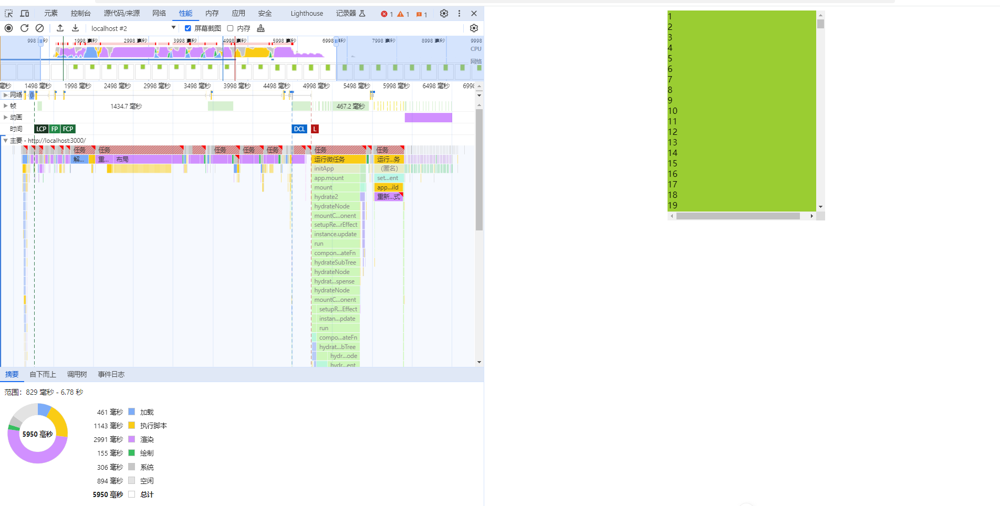 元素 控制台 源代码/来源 网络 性能 内存 应用 安全 Lighthouse 记录器 1 1 1
localhost #2 屏幕截图 内存
1998 毫秒 2998 毫秒 3998 毫秒 4998 毫秒 5998 毫秒 7998 毫秒 8998 毫秒 9998
CPU
网络
毫秒 1498 毫秒 1998 毫秒 2498 毫秒 2998 毫秒 3498 毫秒 3998 毫秒 4498 毫秒 4998 毫秒 5498 毫秒 5998 毫秒 6498 毫秒 6998
网络
帧 1434.7 毫秒 467.2 毫秒
动画
时间 LCP FP FCP DCL L
主要 - http://localhost:3000/
任务 任务 任务 任务 任务 任务 任务
解... 重... 布局 运行微任务 运行...务
initApp (匿名)
app.mount set...ent
mount app...ild
hydrate2 重新...式
hydrateNode
mountC...onent
setupRe...rEffect
instance.update
run
compon...ateFn
hydrateSubTree
hydrateNode
hydrat...spense
hydrateNode
mountC...onent
setupR...Effect
instan...pdate
run
compo...ateFn
hydrat...bTree
hydr...ode
hydr...ent
摘要 自下而上 调用树 事件日志
范围：829 毫秒 - 6.78 秒
5950 毫秒
461 毫秒 加载
1143 毫秒 执行脚本
2991 毫秒 渲染
155 毫秒 绘制
306 毫秒 系统
894 毫秒 空闲
5950 毫秒 总计
1
2
3
4
5
6
7
8
9
10
11
12
13
14
15
16
17
18
19